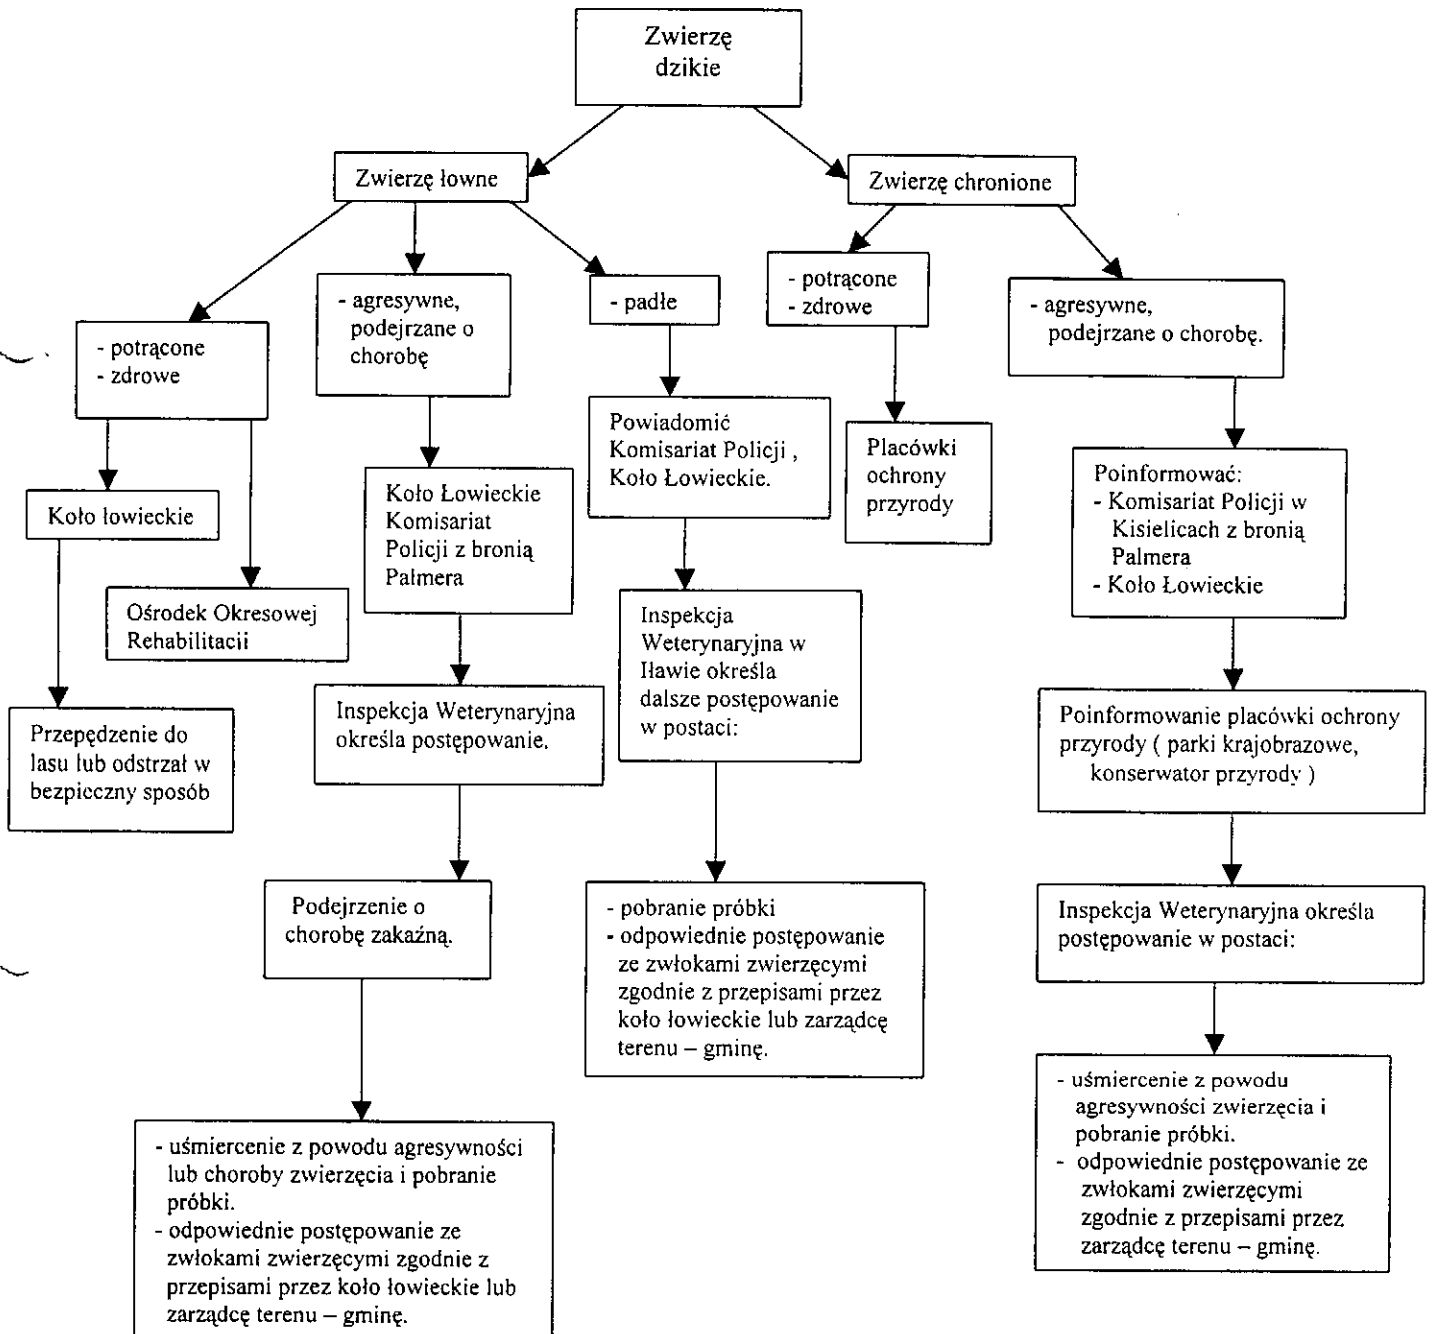 Zwierzę
dzikie
Zwierzę łowne
Zwierzę chronione
- potrącone
- zdrowe
- agresywne,
podejrzane o
chorobę
- padłe
- potrącone
- zdrowe
- agresywne,
podejrzane o chorobę.
Koło łowieckie
Ośrodek Okresowej
Rehabilitacji
Przepędzenie do
lasu lub odstrzał w
bezpieczny sposób
Koło Łowieckie
Komisariat
Policji z bronią
Palmera
Inspekcja Weterynaryjna
określa postępowanie.
Podejrzenie o
chorobę zakaźną.
- uśmiercenie z powodu agresywności
lub choroby zwierzęcia i pobranie
próbki.
- odpowiednie postępowanie ze
zwłokami zwierzęcymi zgodnie z
przepisami przez koło łowieckie lub
zarządcę terenu – gminę.
Powiadomić
Komisariat Policji ,
Koło Łowieckie.
Inspekcja
Weterynaryjna w
Iławie określa
dalsze postępowanie
w postaci:
- pobranie próbki
- odpowiednie postępowanie
ze zwłokami zwierzęcymi
zgodnie z przepisami przez
koło łowieckie lub zarządcę
terenu – gminę.
Placówki
ochrony
przyrody
Poinformować:
- Komisariat Policji w
Kisielicach z bronią
Palmera
- Koło Łowieckie
Poinformowanie placówki ochrony
przyrody ( parki krajobrazowe,
konserwator przyrody )
Inspekcja Weterynaryjna określa
postępowanie w postaci:
- uśmiercenie z powodu
agresywności zwierzęcia i
pobranie próbki.
- odpowiednie postępowanie ze
zwłokami zwierzęcymi
zgodnie z przepisami przez
zarządcę terenu – gminę.